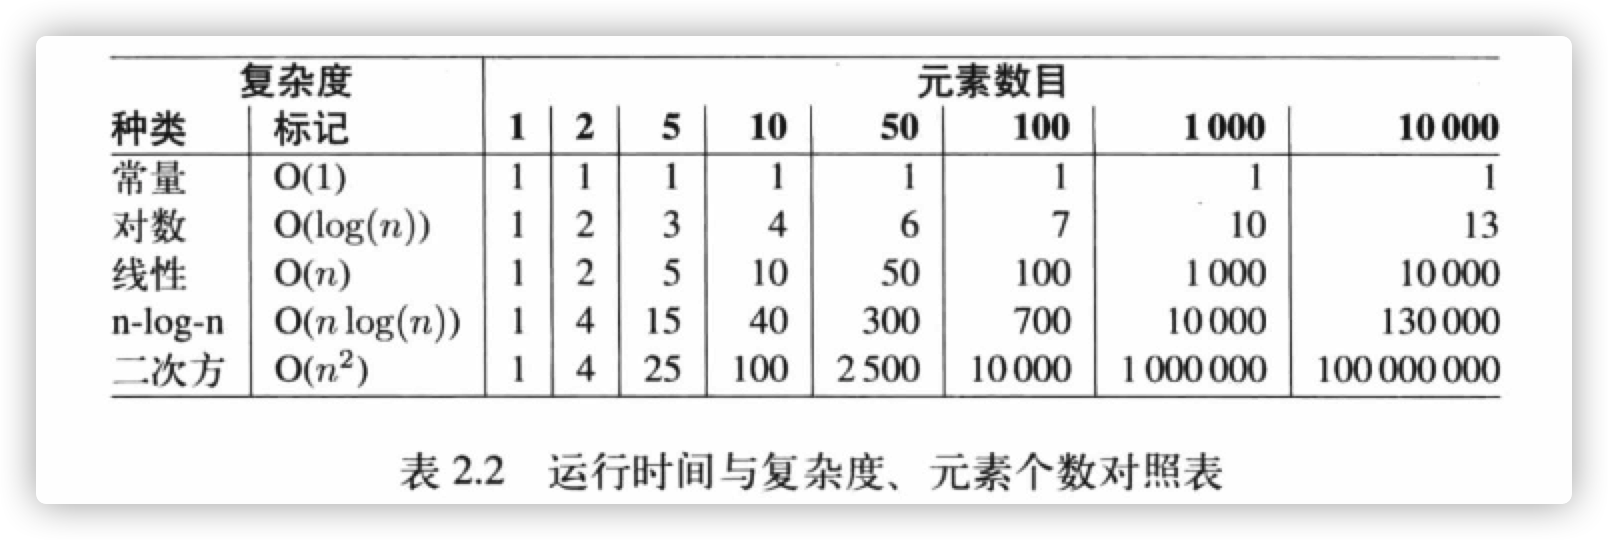 复杂度 元素数目
种类 标记 1 2 5 10 50 100 1 000 10 000
常量 O(1) 1 1 1 1 1 1 1 1
对数 O(log(n)) 1 2 3 4 6 7 10 13
线性 O(n) 1 2 5 10 50 100 1 000 10 000
n-log-n O(n log(n)) 1 4 15 40 300 700 10 000 130 000
二次方 O(n²) 1 4 25 100 2 500 10 000 1 000 000 100 000 000
表 2.2 运行时间与复杂度、元素个数对照表